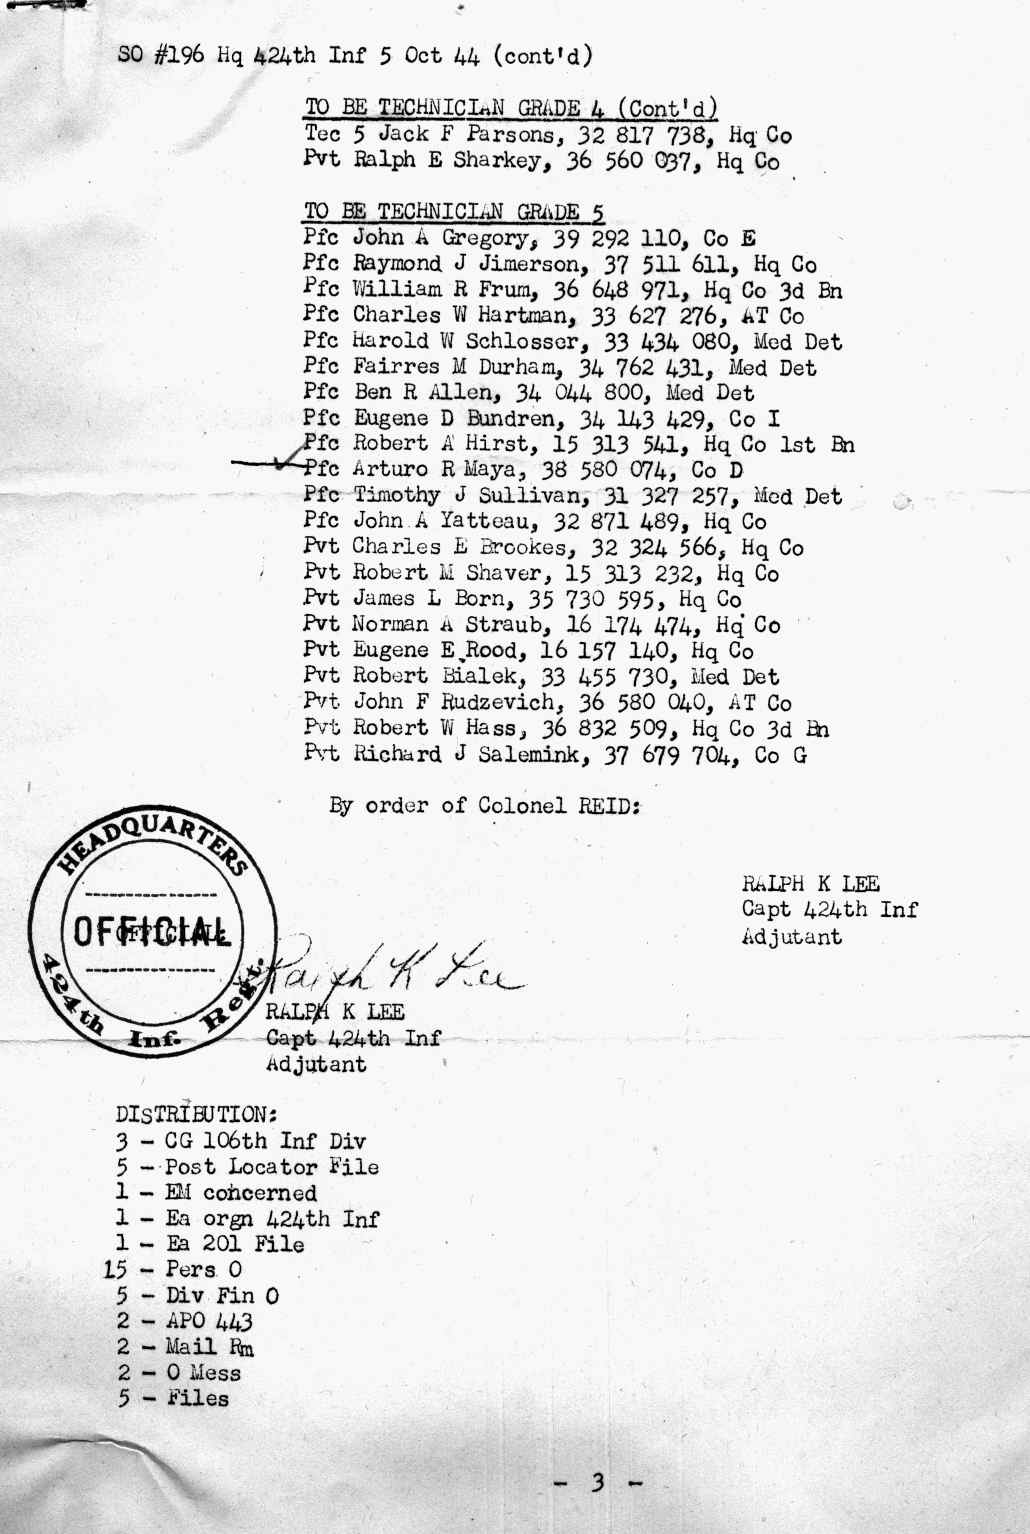 SO #196 Hq 424th Inf 5 Oct 44 (cont'd)
TO BE TECHNICIAN GRADE 4 (Cont'd)
Tec 5 Jack F Parsons, 32 817 738, Hq Co
Pvt Ralph E Sharkey, 36 560 037, Hq Co
TO BE TECHNICIAN GRADE 5
Pfc John A Gregory, 39 292 110, Co E
Pfc Raymond J Jimerson, 37 511 611, Hq Co
Pfc William R Frum, 36 648 971, Hq Co 3d Bn
Pfc Charles W Hartman, 33 627 276, AT Co
Pfc Harold W Schlosser, 33 434 080, Med Det
Pfc Fairres M Durham, 34 762 431, Med Det
Pfc Ben R Allen, 34 044 800, Med Det
Pfc Eugene D Bundren, 34 143 429, Co I
Pfc Robert A Hirst, 15 313 541, Hq Co 1st Bn
Pfc Arturo R Maya, 38 580 074, Co D
Pfc Timothy J Sullivan, 31 327 257, Med Det
Pfc John A Yatteau, 32 871 489, Hq Co
Pvt Charles E Brookes, 32 324 566, Hq Co
Pvt Robert M Shaver, 15 313 232, Hq Co
Pvt James L Born, 35 730 595, Hq Co
Pvt Norman A Straub, 16 174 474, Hq Co
Pvt Eugene E Rood, 16 157 140, Hq Co
Pvt Robert Bialek, 33 455 730, Med Det
Pvt John F Rudzevich, 36 580 040, AT Co
Pvt Robert W Hass, 36 832 509, Hq Co 3d Bn
Pvt Richard J Salemink, 37 679 704, Co G
By order of Colonel REID:
RALPH K LEE
Capt 424th Inf
Adjutant
HEADQUARTERS
OFFICIAL
OFFICIAL:
424th Inf. Regt.
Ralph K Lee
RALPH K LEE
Capt 424th Inf
Adjutant
DISTRIBUTION:
3 - CG 106th Inf Div
5 - Post Locator File
1 - EM concerned
1 - Ea orgn 424th Inf
1 - Ea 201 File
15 - Pers O
5 - Div Fin O
2 - APO 443
2 - Mail Rm
2 - O Mess
5 - Files
- 3 -